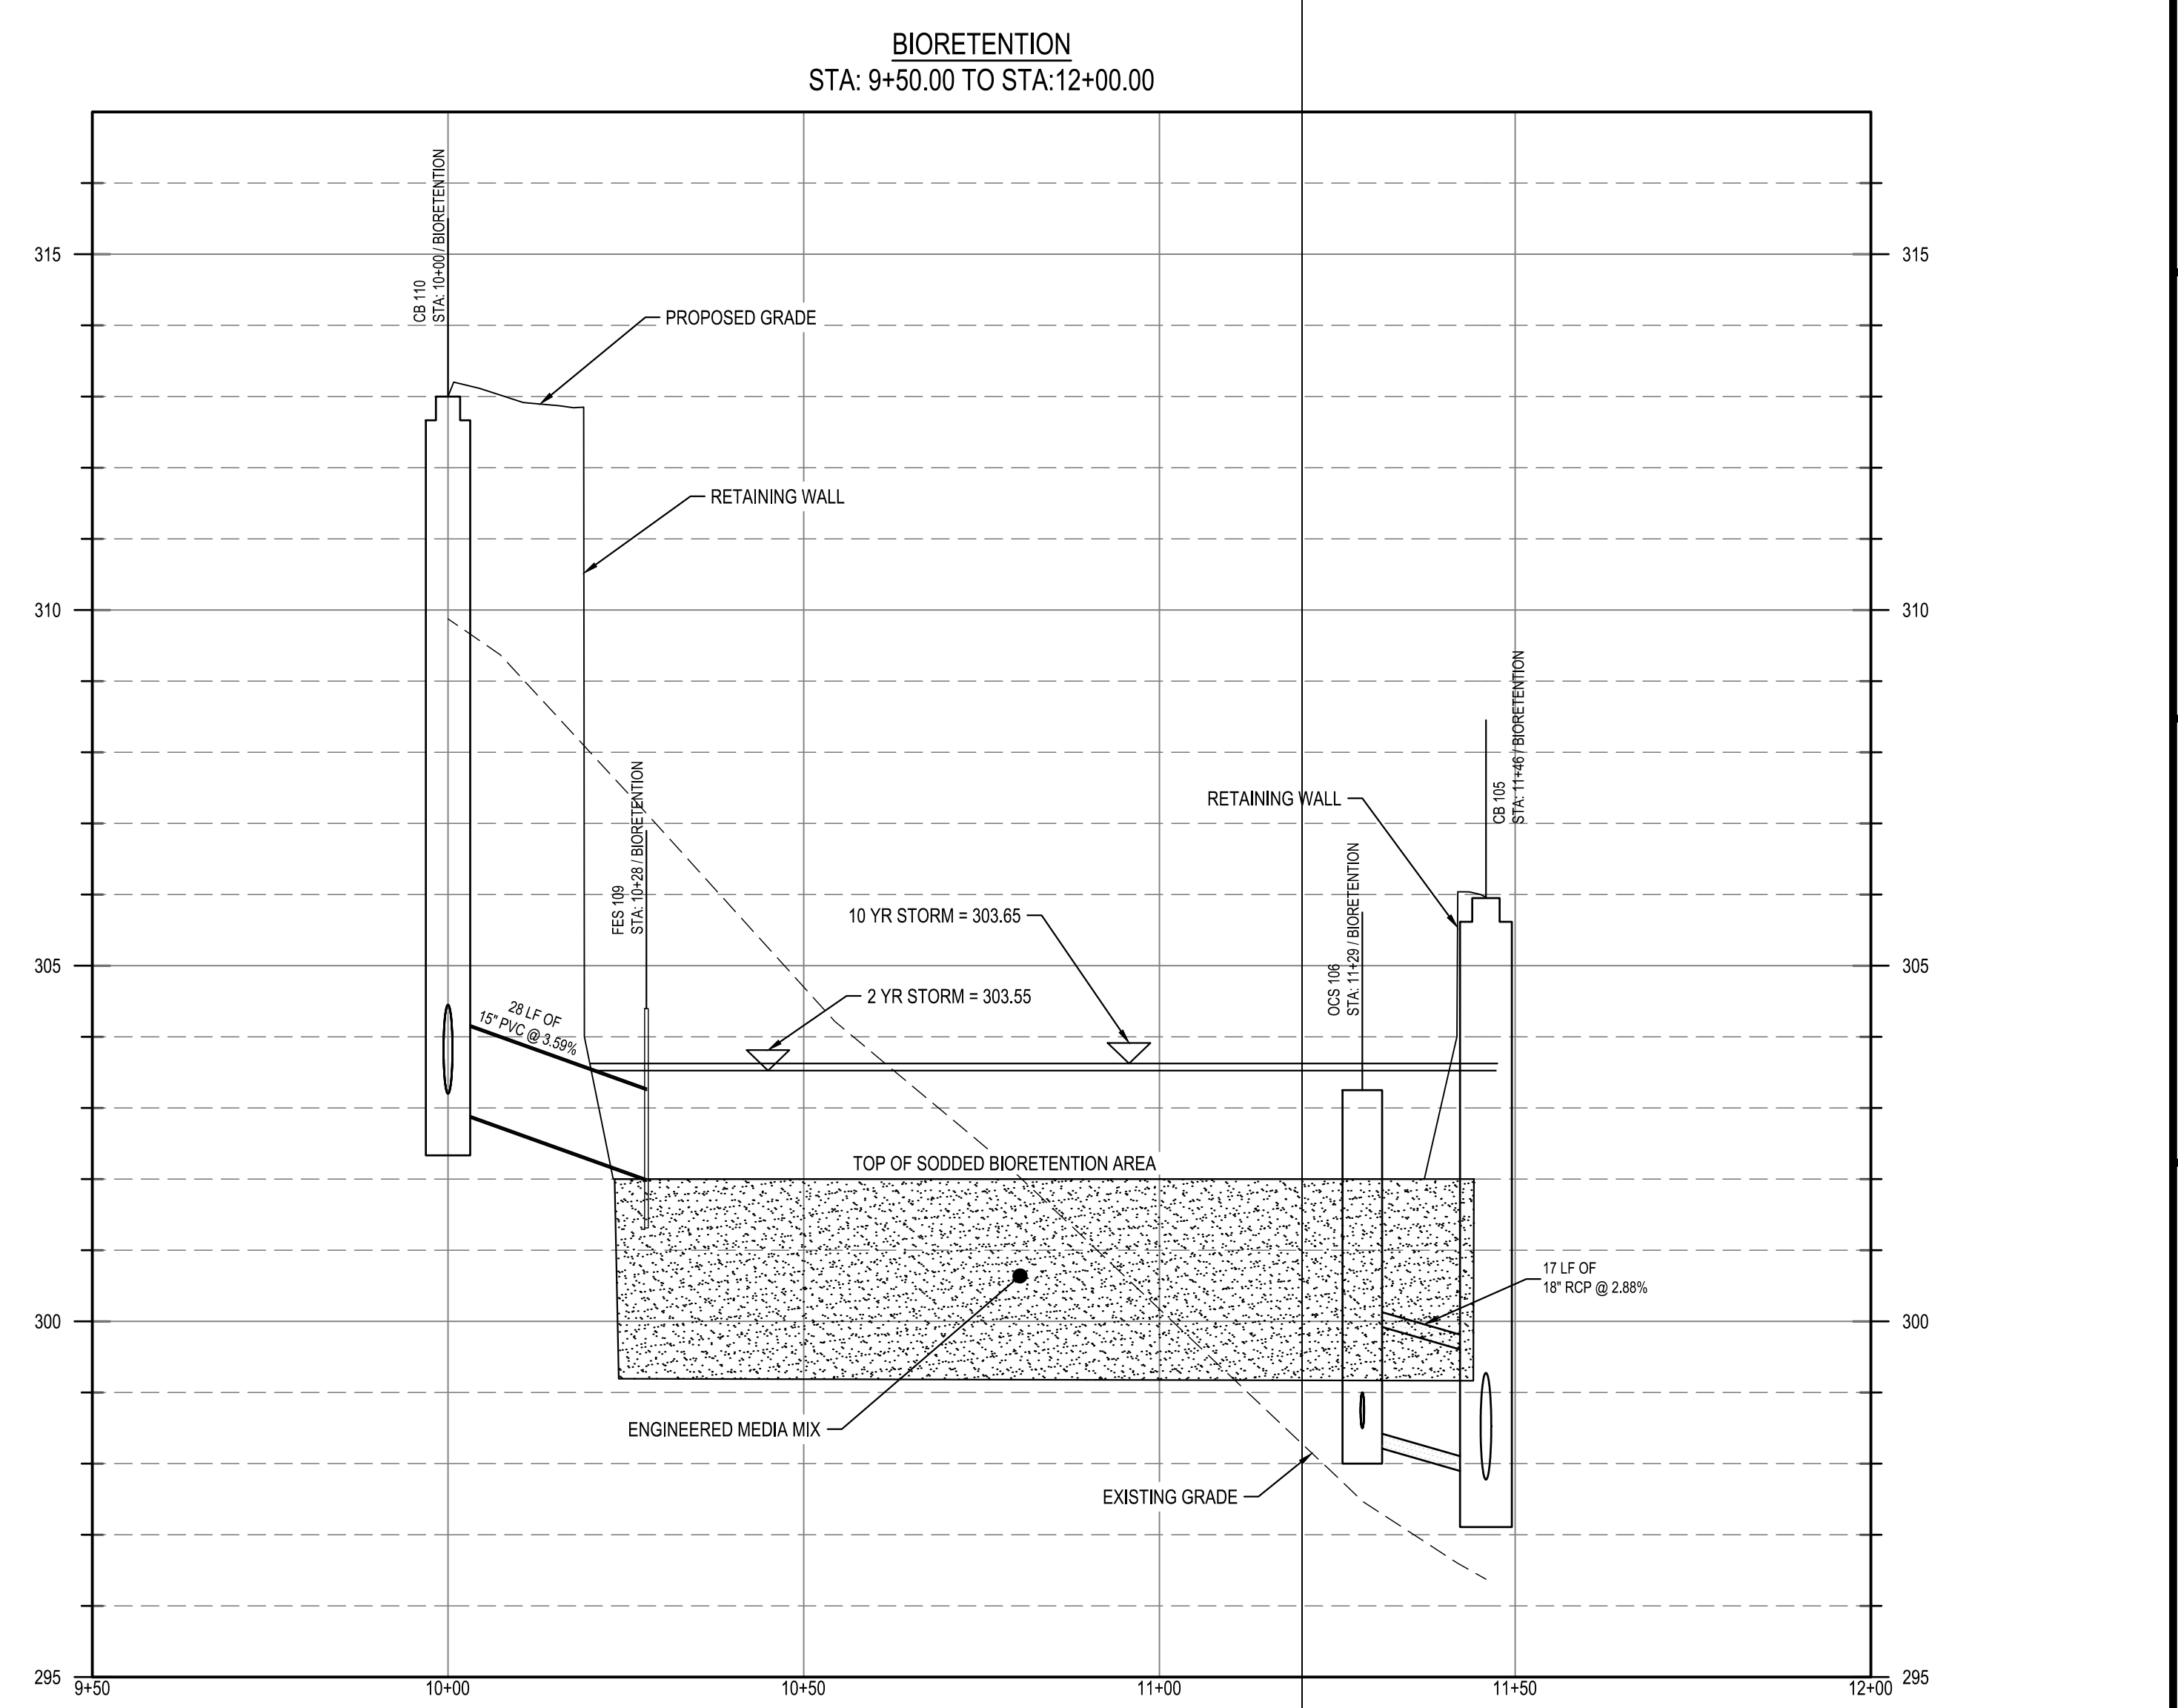 BIORETENTION
STA: 9+50.00 TO STA:12+00.00
CB 110
STA: 10+00 / BIORETENTION
315
315
PROPOSED GRADE
RETAINING WALL
310
310
FES 109
STA: 10+28 / BIORETENTION
RETAINING WALL
CB 105
STA: 11+46 / BIORETENTION
OCS 106
STA: 11+29 / BIORETENTION
10 YR STORM = 303.65
305
305
2 YR STORM = 303.55
28 LF OF
15" PVC @ 3.59%
TOP OF SODDED BIORETENTION AREA
17 LF OF
18" RCP @ 2.88%
300
300
ENGINEERED MEDIA MIX
EXISTING GRADE
295
295
9+50
10+00
10+50
11+00
11+50
12+00